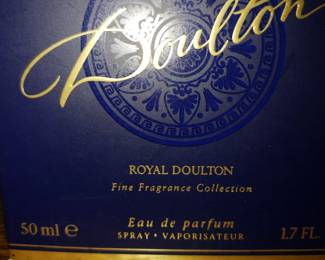 Doulton
ROYAL DOULTON
Fine Fragrance Collection
50 ml e Eau de parfum 1.7 FL.
SPRAY • VAPORISATEUR